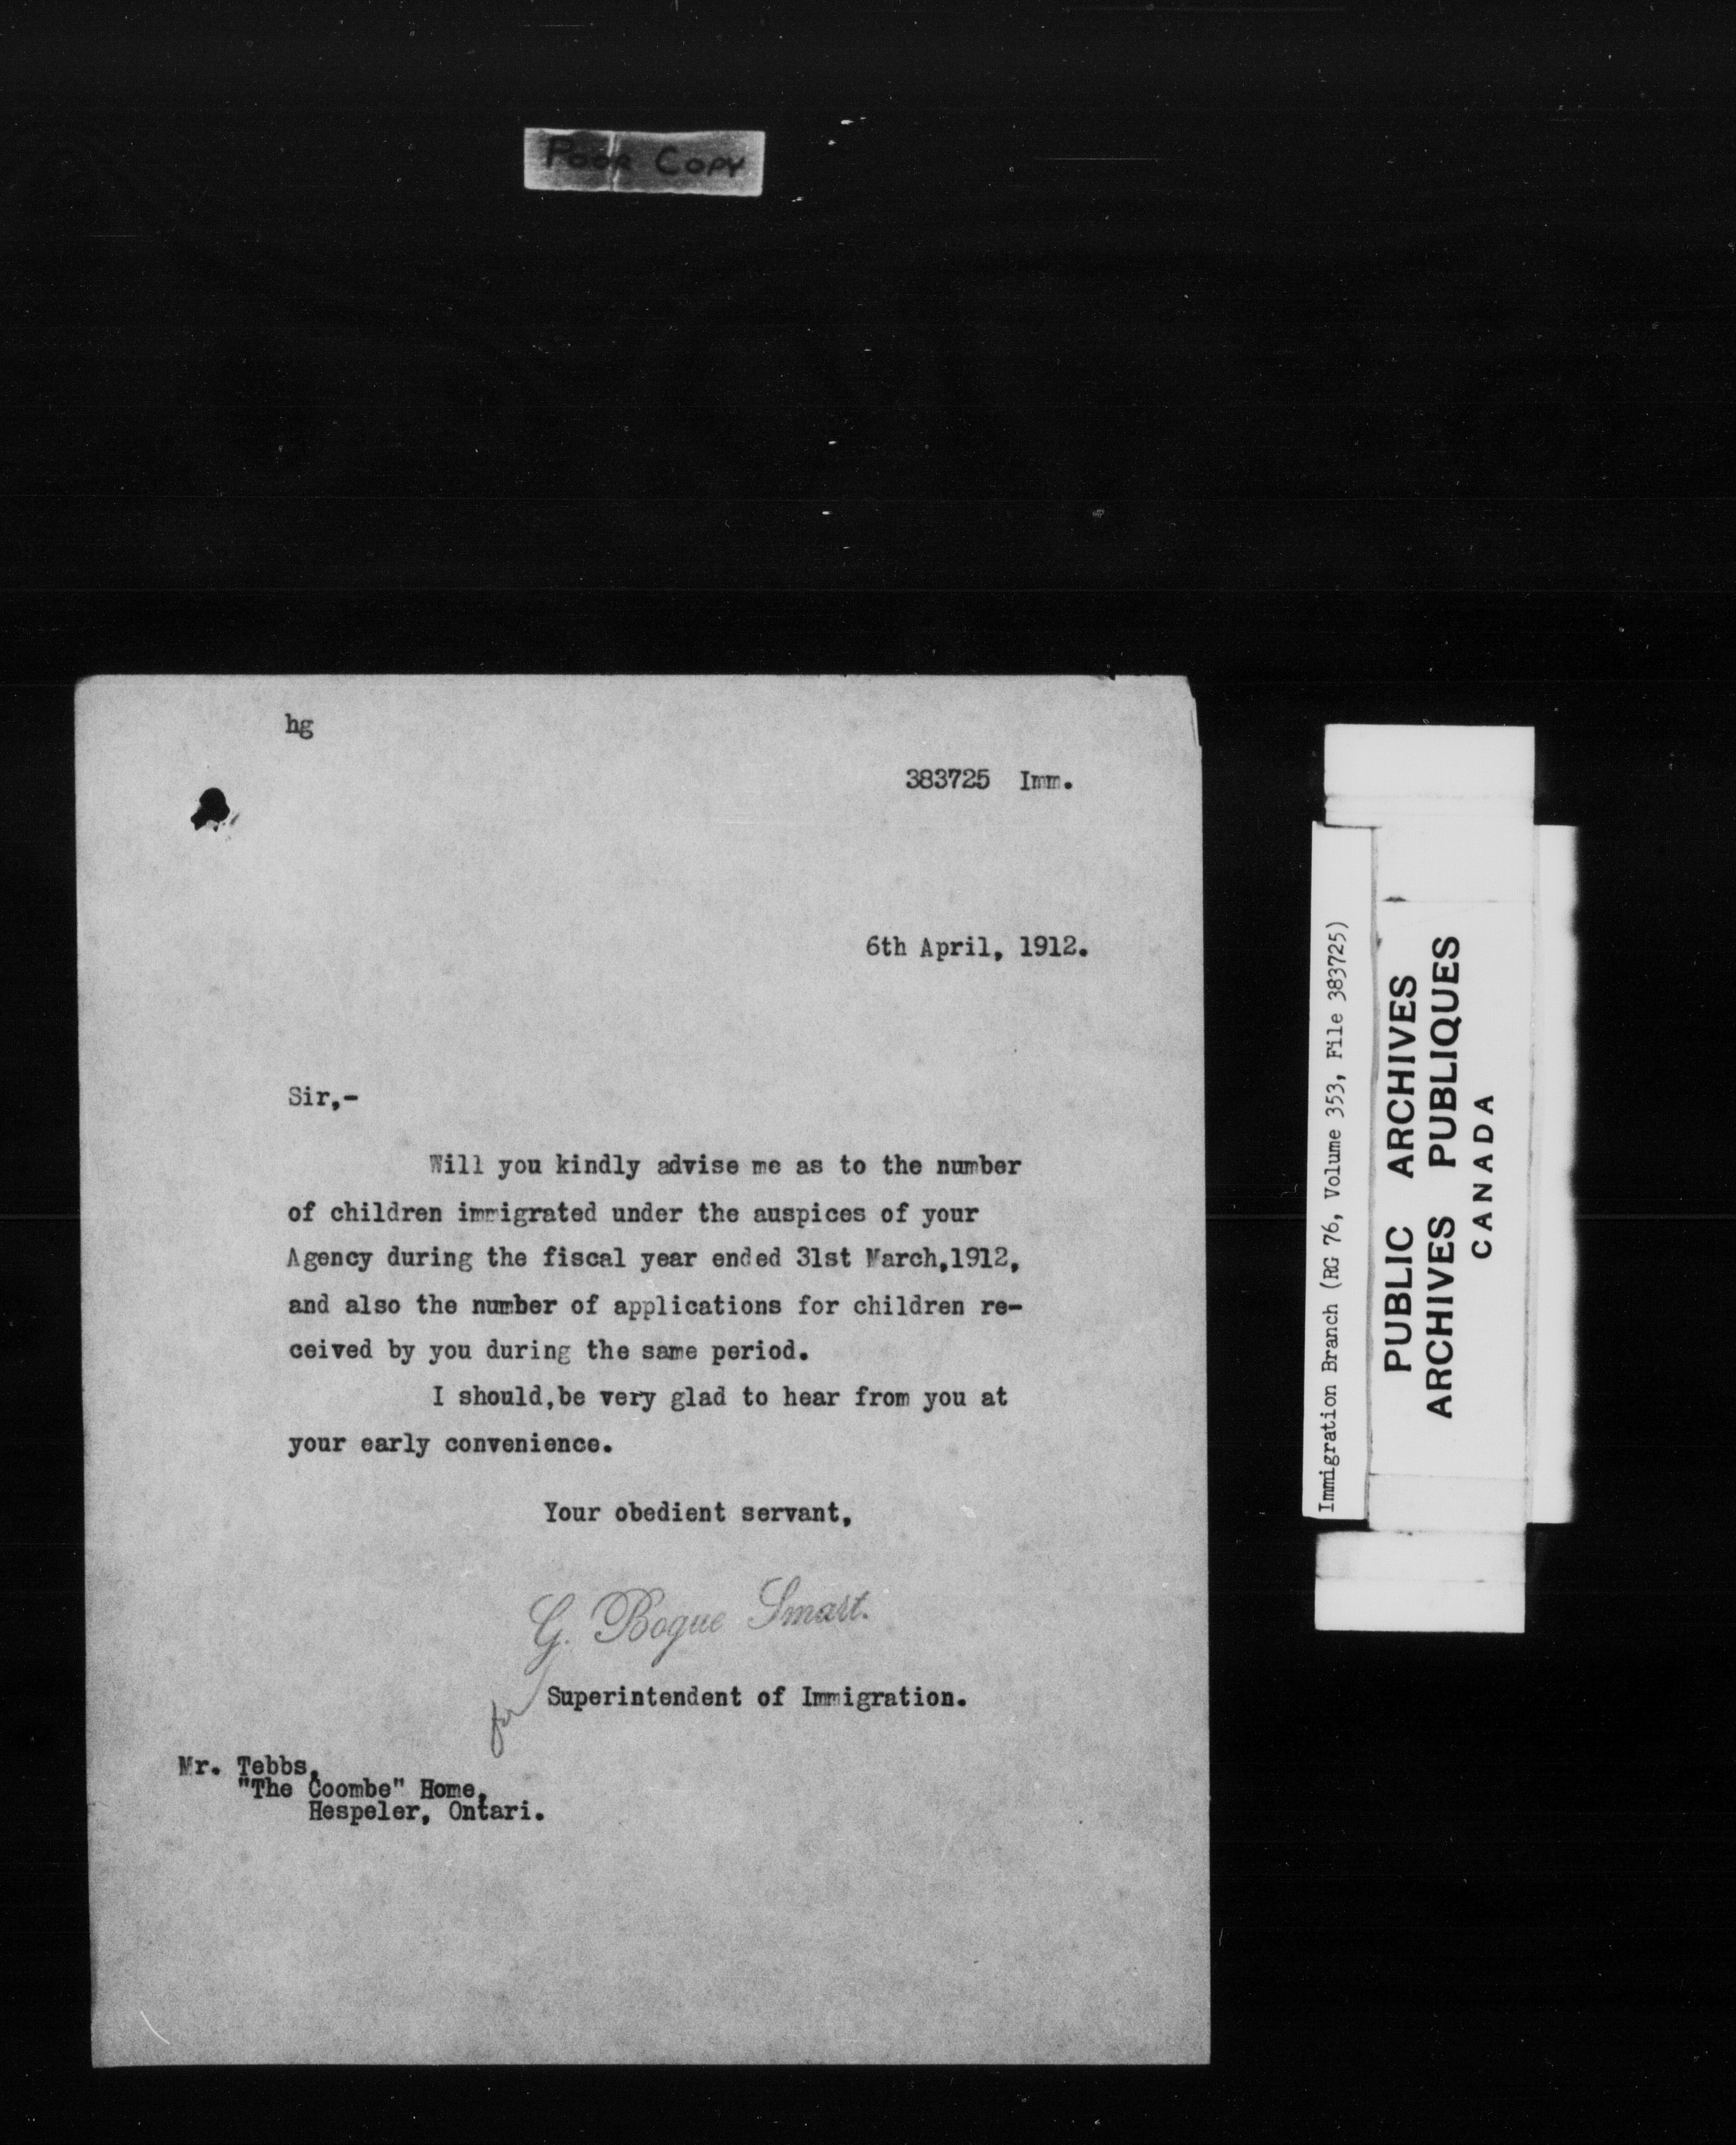 POOR COPY
hg
383725 Imm.
6th April, 1912.
Sir,-
Will you kindly advise me as to the number
of children immigrated under the auspices of your
Agency during the fiscal year ended 31st March,1912,
and also the number of applications for children re-
ceived by you during the same period.
I should,be very glad to hear from you at
your early convenience.
Your obedient servant,
G. Bogue Smart.
for Superintendent of Immigration.
Mr. Tebbs,
"The Coombe" Home,
Hespeler, Ontari.
Immigration Branch (RG 76, Volume 353, File 383725)
PUBLIC ARCHIVES
ARCHIVES PUBLIQUES
CANADA